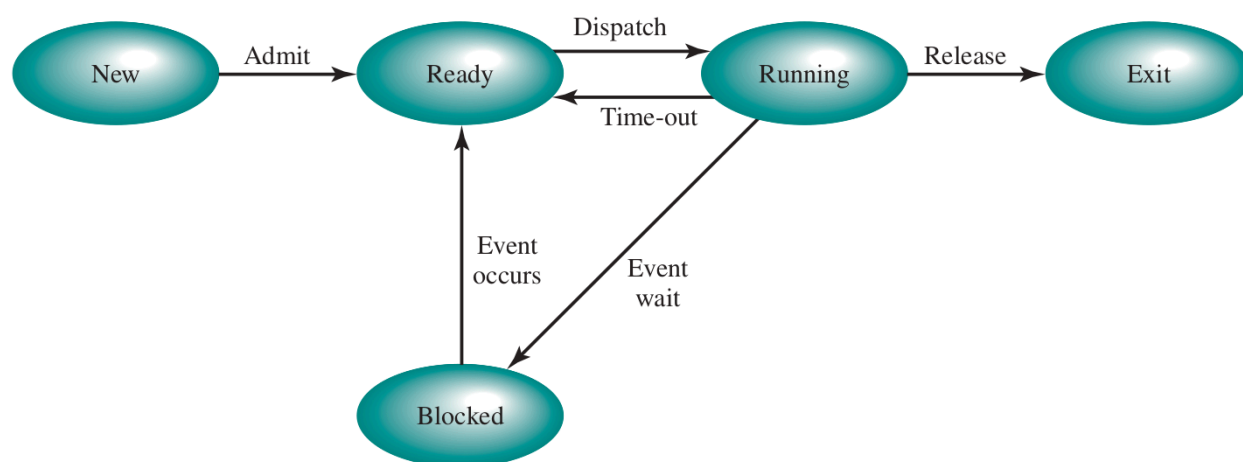 Dispatch
New
Admit
Ready
Running
Release
Exit
Time-out
Event
occurs
Event
wait
Blocked